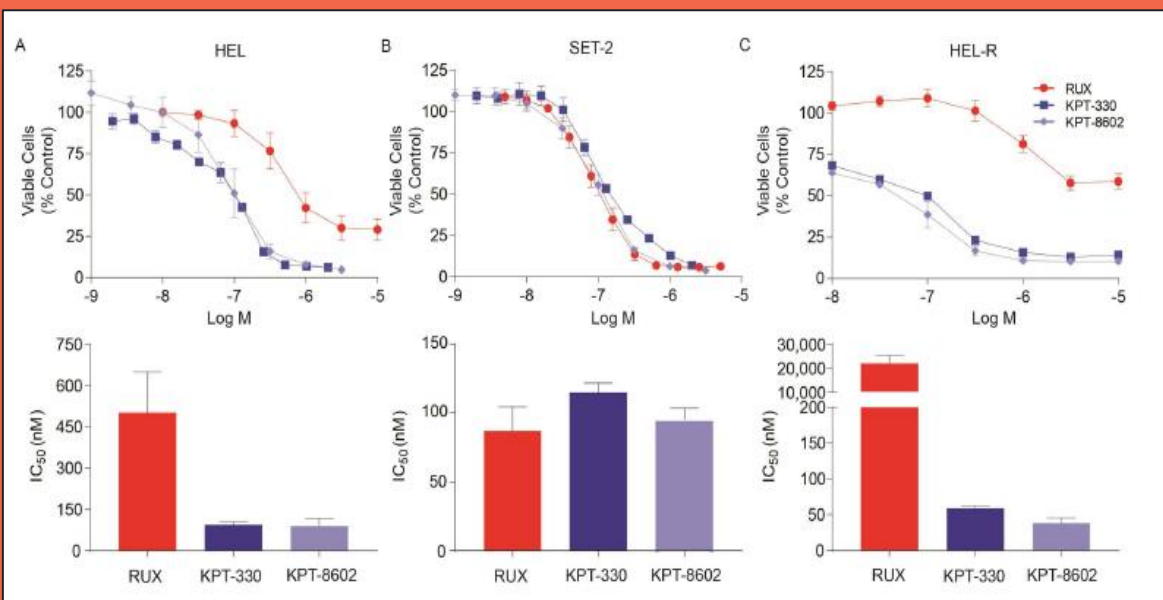 A
HEL
B
SET-2
C
HEL-R
Viable Cells
(% Control)
125
100
75
50
25
0
-9
-8
-7
-6
-5
Log M
Viable Cells
(% Control)
125
100
75
50
25
0
-9
-8
-7
-6
-5
Log M
Viable Cells
(% Control)
125
100
75
50
25
0
-8
-7
-6
-5
Log M
RUX
KPT-330
KPT-8602
IC50 (nM)
750
600
450
300
150
0
RUX
KPT-330
KPT-8602
IC50 (nM)
150
100
50
0
RUX
KPT-330
KPT-8602
IC50 (nM)
30,000
20,000
10,000
200
150
100
50
0
RUX
KPT-330
KPT-8602